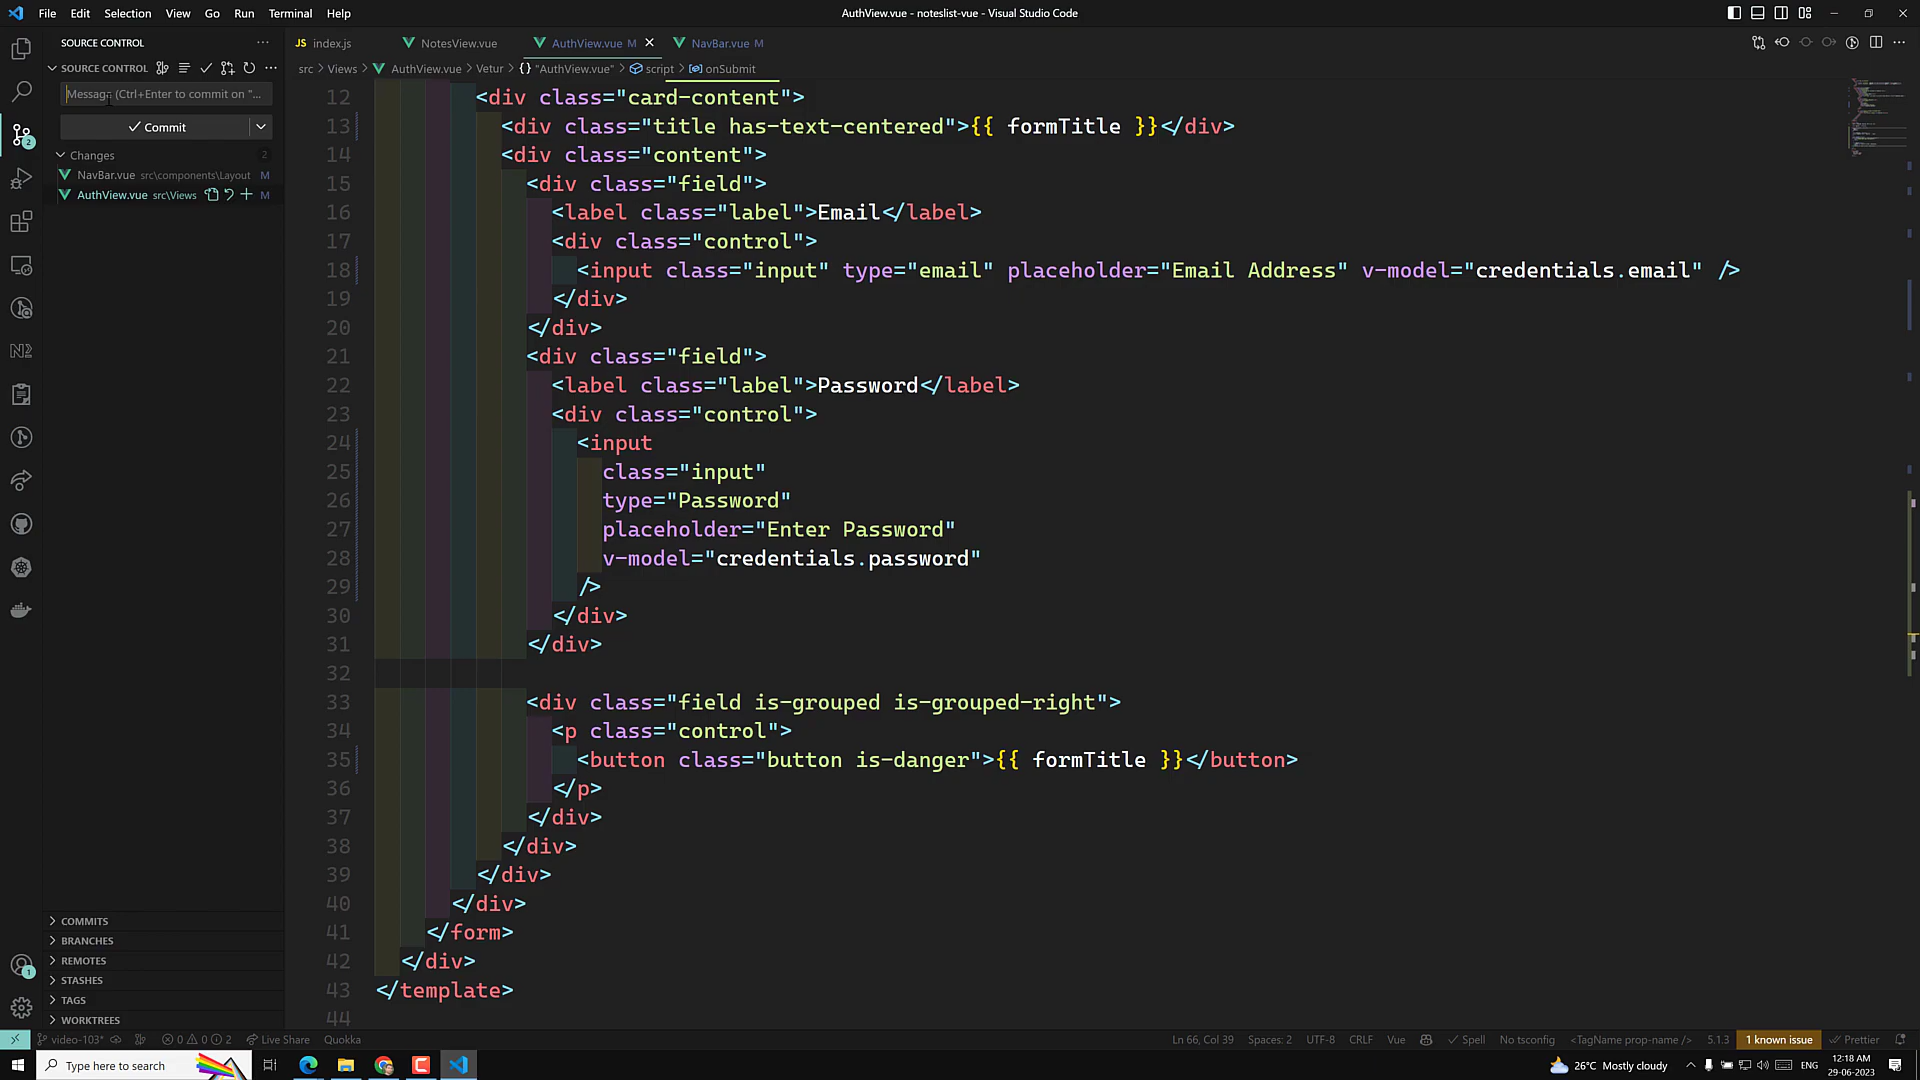 File Edit Selection View Go Run Terminal Help
AuthView.vue - noteslist-vue - Visual Studio Code
SOURCE CONTROL
JS index.js
NotesView.vue
AuthView.vue M
NavBar.vue M
SOURCE CONTROL
src > Views > AuthView.vue > Vetur > {} "AuthView.vue" > script > onSubmit
Message (Ctrl+Enter to commit on "...
Commit
Changes 2
NavBar.vue src\components\Layout M
AuthView.vue src\Views M
12 <div class="card-content">
13 <div class="title has-text-centered">{{ formTitle }}</div>
14 <div class="content">
15 <div class="field">
16 <label class="label">Email</label>
17 <div class="control">
18 <input class="input" type="email" placeholder="Email Address" v-model="credentials.email" />
19 </div>
20 </div>
21 <div class="field">
22 <label class="label">Password</label>
23 <div class="control">
24 <input
25 class="input"
26 type="Password"
27 placeholder="Enter Password"
28 v-model="credentials.password"
29 />
30 </div>
31 </div>
32
33 <div class="field is-grouped is-grouped-right">
34 <p class="control">
35 <button class="button is-danger">{{ formTitle }}</button>
36 </p>
37 </div>
38 </div>
39 </div>
40 </div>
41 </form>
42 </div>
43 </template>
44
COMMITS
BRANCHES
REMOTES
STASHES
TAGS
WORKTREES
video-103* 0 0 2 Live Share Quokka
Ln 66, Col 39 Spaces: 2 UTF-8 CRLF Vue Spell No tsconfig <TagName prop-name /> 5.1.3 1 known issue Prettier
Type here to search
26°C Mostly cloudy
ENG
12:18 AM
29-06-2023